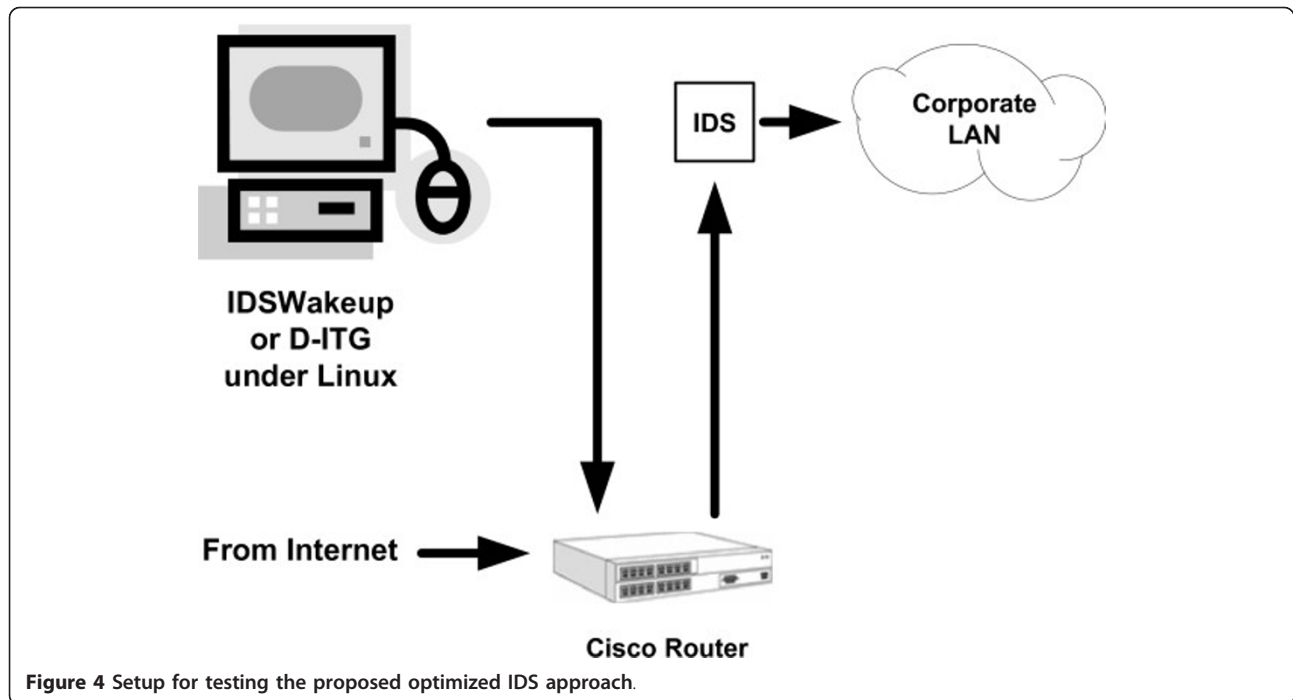 IDS
Corporate
LAN
IDSWakeup
or D-ITG
under Linux
From Internet
Cisco Router
Figure 4 Setup for testing the proposed optimized IDS approach.